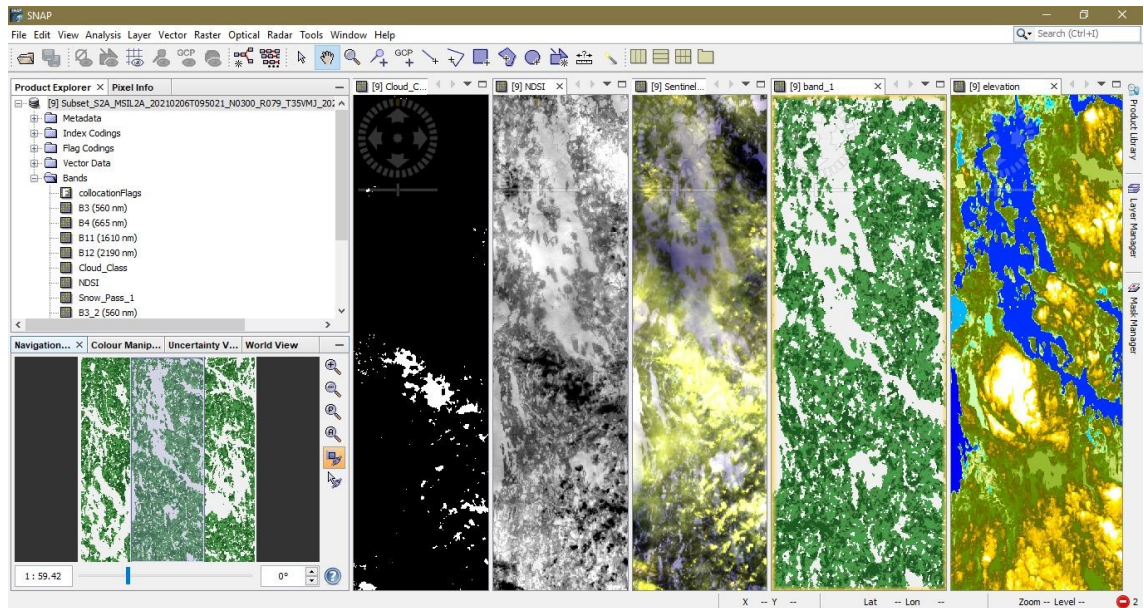 SNAP
File Edit View Analysis Layer Vector Raster Optical Radar Tools Window Help
Search (Ctrl+I)
GCP GCP
Product Explorer × Pixel Info
[9] Subset_S2A_MSIL2A_20210206T095021_N0300_R079_T35VMJ_202
Metadata
Index Codings
Flag Codings
Vector Data
Bands
collocationFlags
B3 (560 nm)
B4 (665 nm)
B11 (1610 nm)
B12 (2190 nm)
Cloud_Class
NDSI
Snow_Pass_1
B3_2 (560 nm)
Navigation... × Colour Manip... Uncertainty V... World View
1 : 59.42
0°
[9] Cloud_C...
[9] NDSI ×
[9] Sentinel...
[9] band_1 ×
[9] elevation ×
Product Library
Layer Manager
Mask Manager
X -- Y -- Lat -- Lon -- Zoom -- Level -- 2